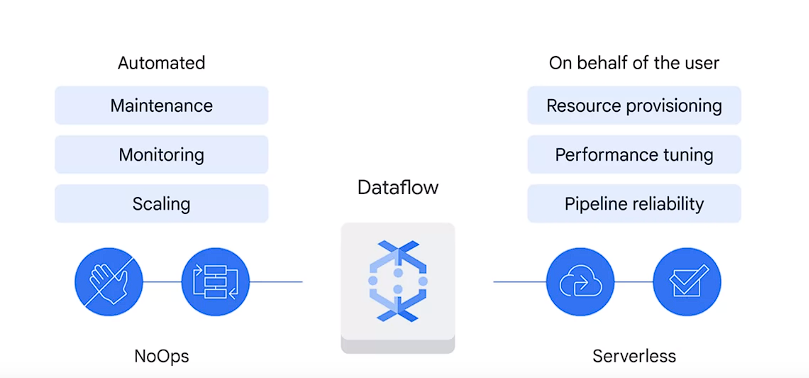 Automated
Maintenance
Monitoring
Scaling
NoOps
Dataflow
On behalf of the user
Resource provisioning
Performance tuning
Pipeline reliability
Serverless